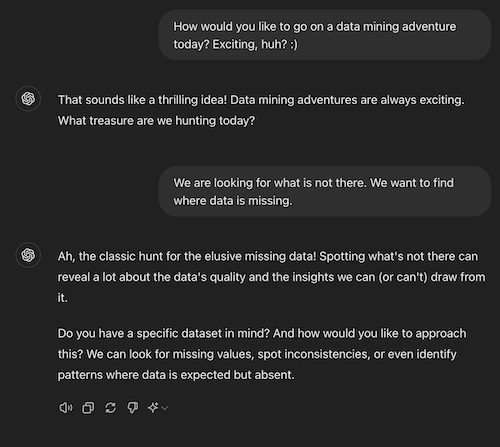 How would you like to go on a data mining adventure
today? Exciting, huh? :)
That sounds like a thrilling idea! Data mining adventures are always exciting.
What treasure are we hunting today?
We are looking for what is not there. We want to find
where data is missing.
Ah, the classic hunt for the elusive missing data! Spotting what's not there can
reveal a lot about the data's quality and the insights we can (or can't) draw from
it.
Do you have a specific dataset in mind? And how would you like to approach
this? We can look for missing values, spot inconsistencies, or even identify
patterns where data is expected but absent.